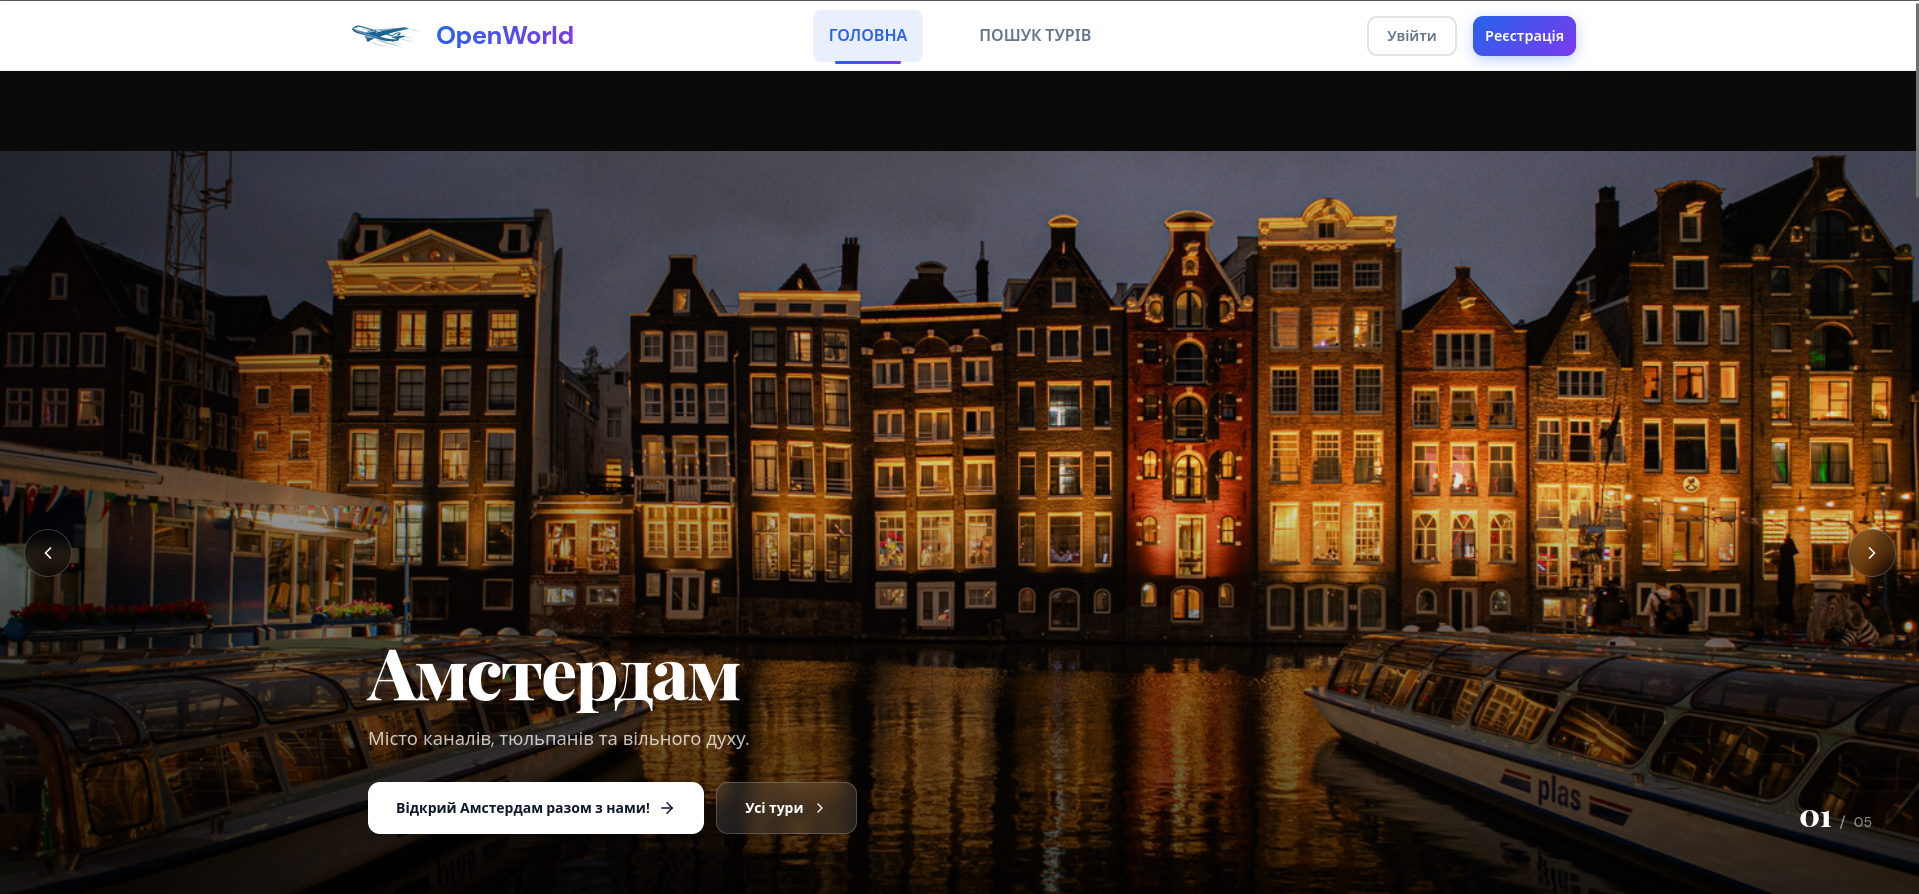 OpenWorld
ГОЛОВНА
ПОШУК ТУРІВ
Увійти
Реєстрація
Амстердам
Місто каналів, тюльпанів та вільного духу.
Відкрий Амстердам разом з нами!
Усі тури
plas
01 / 05